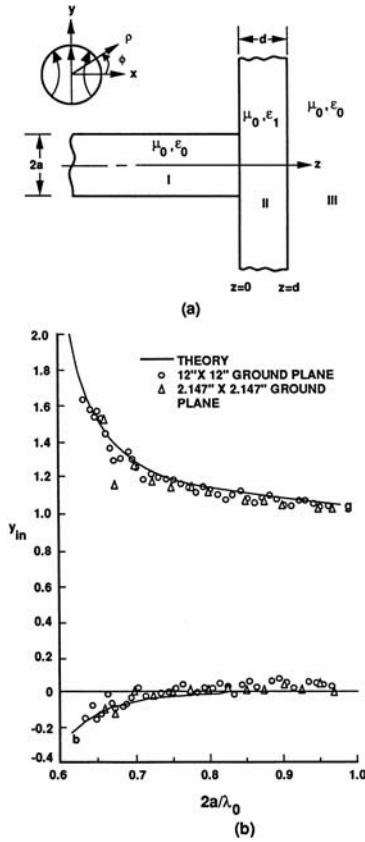 y
ρ
ϕ
x
d
μ₀,ε₁
μ₀,ε₀
2a
μ₀,ε₀
z
I
II
III
z=0
z=d
(a)
2.0
THEORY
1.8
12"X 12" GROUND PLANE
2.147" X 2.147" GROUND
PLANE
1.6
1.4
1.2
1.0
g
y_in
0.8
0.6
0.4
0.2
0
-0.2
b
-0.4
0.6
0.7
0.8
0.9
1.0
2a/λ₀
(b)